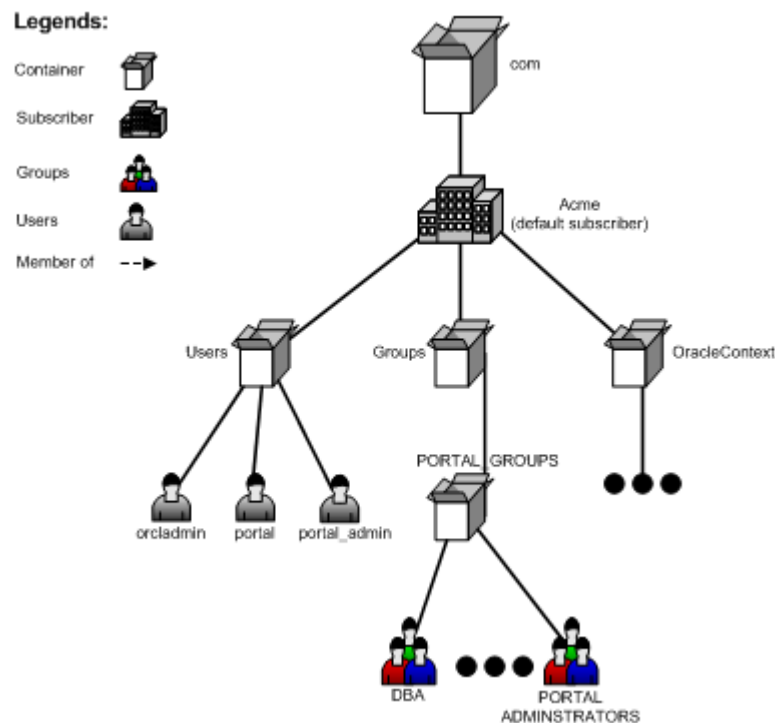 Legends:
Container
Subscriber
Groups
Users
Member of
com
Acme
(default subscriber)
Users
Groups
OracleContext
PORTAL_GROUPS
orcladmin
portal
portal_admin
DBA
PORTAL
ADMINSTRATORS